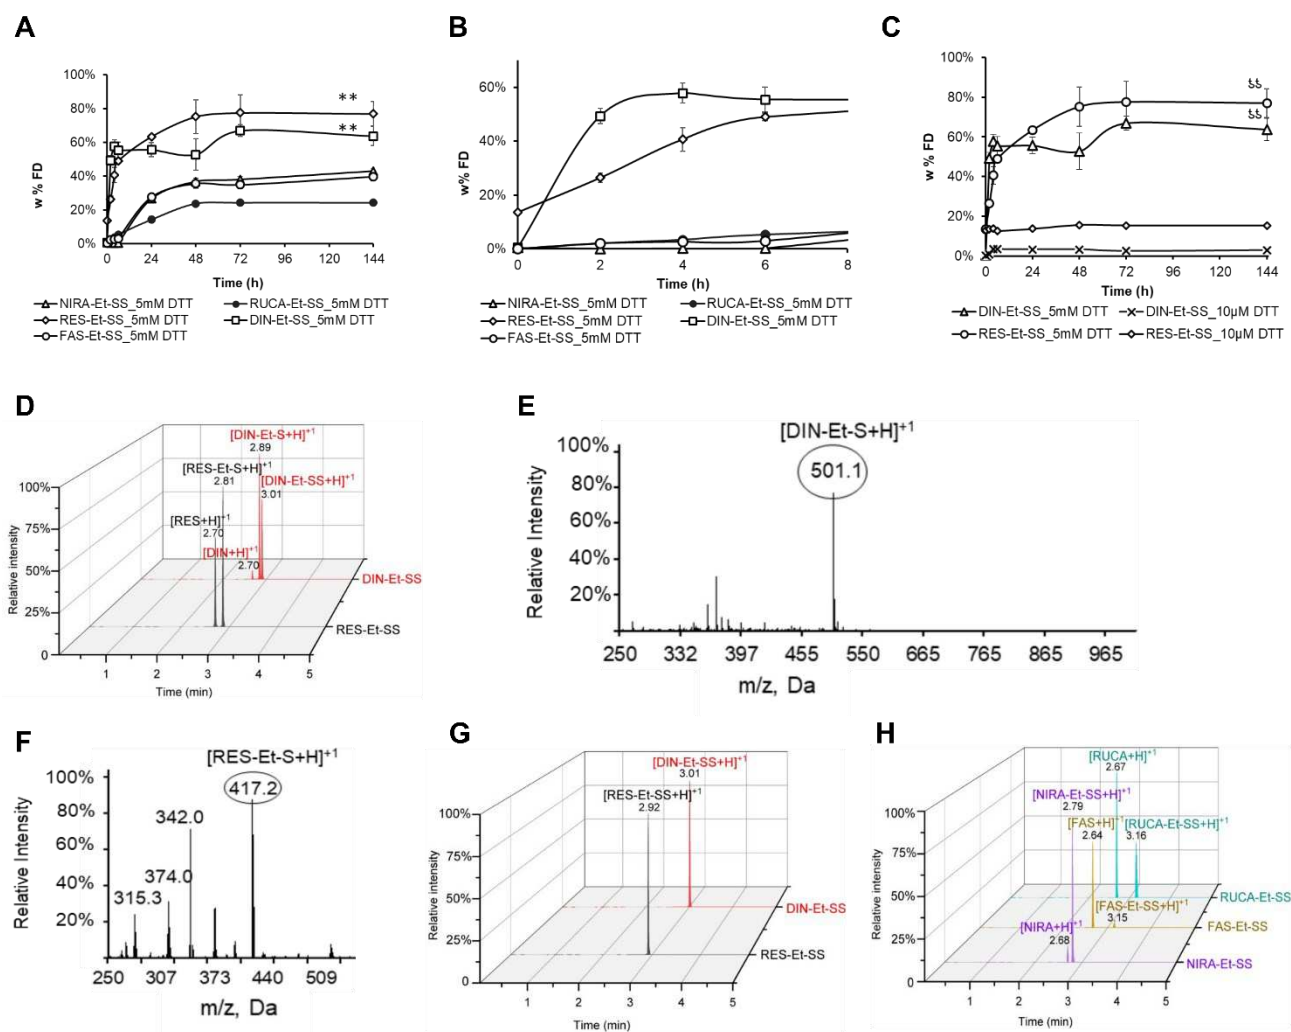 A
100%
80%
60%
40%
20%
0%
w % FD
**
**
0 24 48 72 96 120 144
Time (h)
NIRA-Et-SS_5mM DTT RUCA-Et-SS_5mM DTT
RES-Et-SS_5mM DTT DIN-Et-SS_5mM DTT
FAS-Et-SS_5mM DTT
B
60%
40%
20%
0%
w% FD
0 2 4 6 8
Time (h)
NIRA-Et-SS_5mM DTT RUCA-Et-SS_5mM DTT
RES-Et-SS_5mM DTT DIN-Et-SS_5mM DTT
FAS-Et-SS_5mM DTT
C
100%
80%
60%
40%
20%
0%
w % FD
0 24 48 72 96 120 144
Time (h)
DIN-Et-SS_5mM DTT DIN-Et-SS_10µM DTT
RES-Et-SS_5mM DTT RES-Et-SS_10µM DTT
D
[DIN-Et-S+H]+1
2.89
[RES-Et-S+H]+1
2.81
[DIN-Et-SS+H]+1
3.01
[RES+H]+1
2.70
[DIN+H]+1
2.70
DIN-Et-SS
RES-Et-SS
100%
75%
50%
25%
0
Relative intensity
1 2 3 4 5
Time (min)
E
[DIN-Et-S+H]+1
501.1
100%
80%
60%
40%
20%
Relative Intensity
250 332 397 455 550 665 765 865 965
m/z, Da
F
[RES-Et-S+H]+1
417.2
342.0
374.0
315.3
100%
80%
60%
40%
20%
Relative Intensity
250 307 373 440 509
m/z, Da
G
[DIN-Et-SS+H]+1
3.01
[RES-Et-SS+H]+1
2.92
DIN-Et-SS
RES-Et-SS
100%
75%
50%
25%
0
Relative intensity
1 2 3 4 5
Time (min)
H
[RUCA+H]+1
2.67
[NIRA-Et-SS+H]+1
2.79
[FAS+H]+1
2.64
[RUCA-Et-SS+H]+1
3.16
[FAS-Et-SS+H]+1
3.15
[NIRA+H]+1
2.68
RUCA-Et-SS
FAS-Et-SS
NIRA-Et-SS
100%
75%
50%
25%
0
Relative intensity
1 2 3 4 5
Time (min)